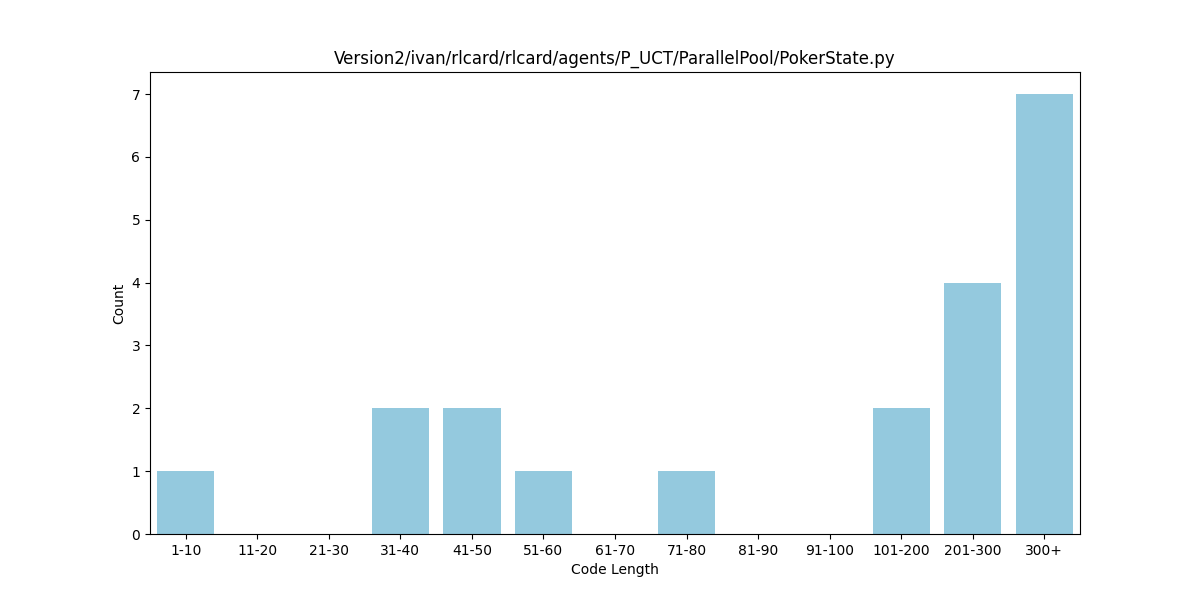 Version2/ivan/rlcard/rlcard/agents/P_UCT/ParallelPool/PokerState.py
7
6
5
4
3
2
1
0
Count
1-10 11-20 21-30 31-40 41-50 51-60 61-70 71-80 81-90 91-100 101-200 201-300 300+
Code Length